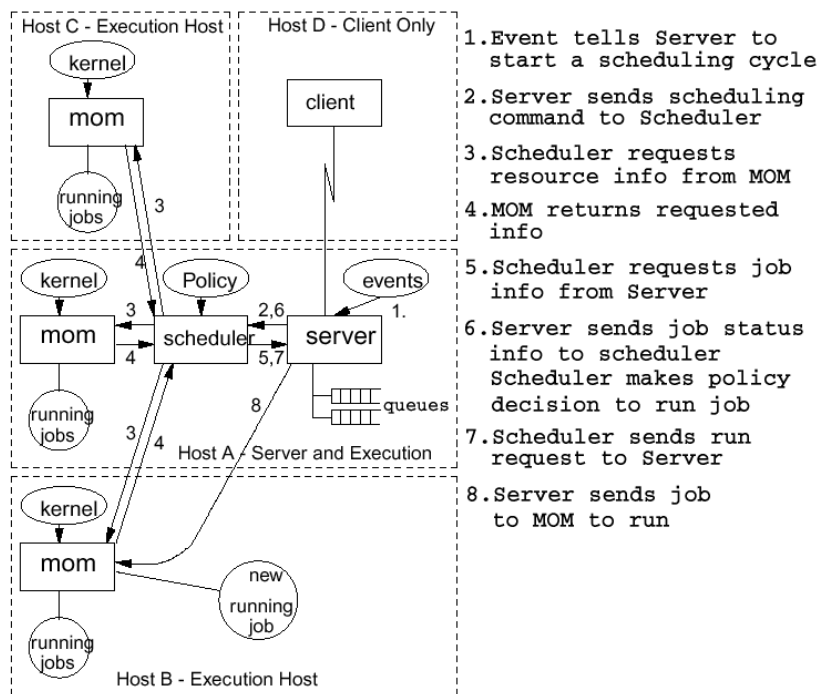 Host C - Execution Host
kernel
mom
running
jobs
3
4
Host D - Client Only
client
kernel
mom
running
jobs
3
4
Policy
scheduler
2,6
5,7
events
1.
server
queues
8
3
4
Host A - Server and Execution
kernel
mom
running
jobs
new
running
job
Host B - Execution Host
1.Event tells Server to
start a scheduling cycle
2.Server sends scheduling
command to Scheduler
3.Scheduler requests
resource info from MOM
4.MOM returns requested
info
5.Scheduler requests job
info from Server
6.Server sends job status
info to scheduler
Scheduler makes policy
decision to run job
7.Scheduler sends run
request to Server
8.Server sends job
to MOM to run